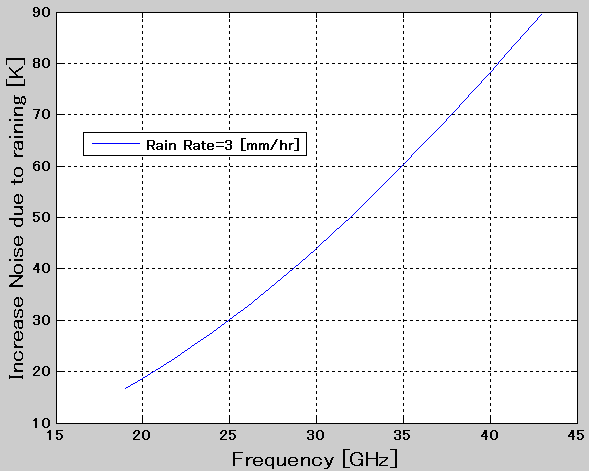 90
80
70
60
50
40
30
20
10
Increase Noise due to raining [K]
Rain Rate=3 [mm/hr]
15 20 25 30 35 40 45
Frequency [GHz]